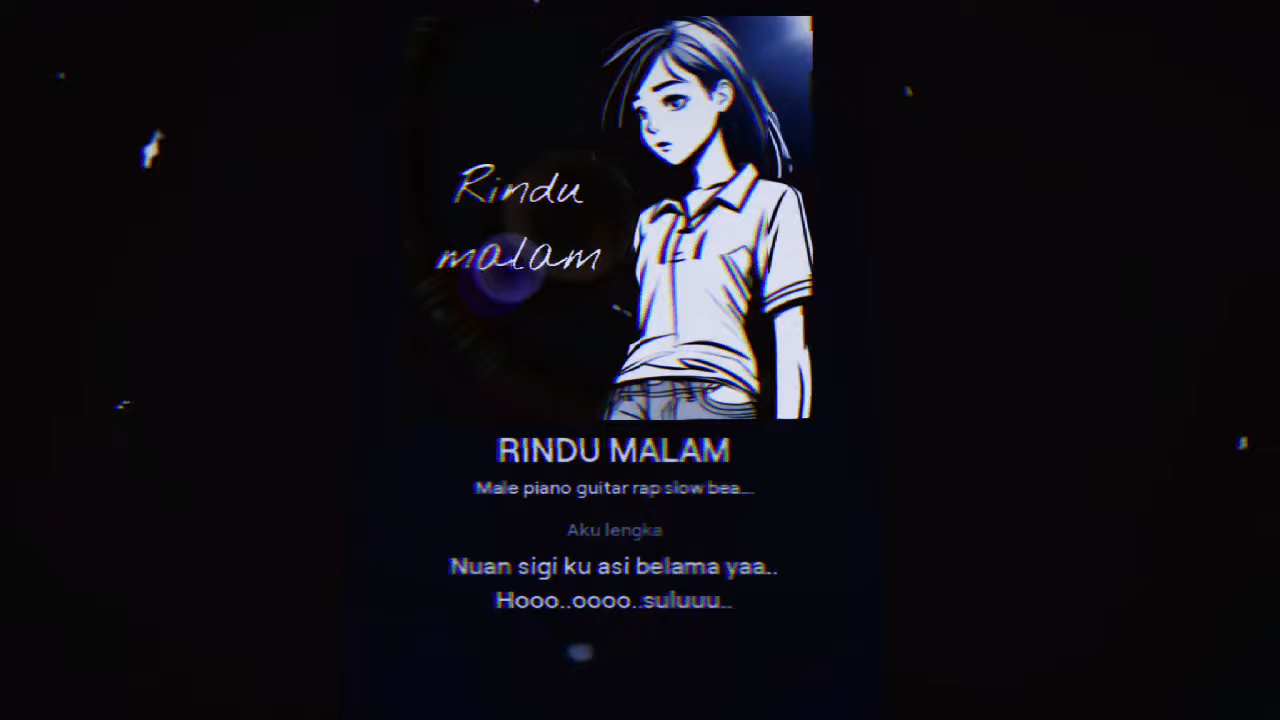 Rindu
malam
RINDU MALAM
Male piano guitar rap slow bea...
Aku lengka
Nuan sigi ku asi belama yaa..
Hooo..oooo..suluuu..